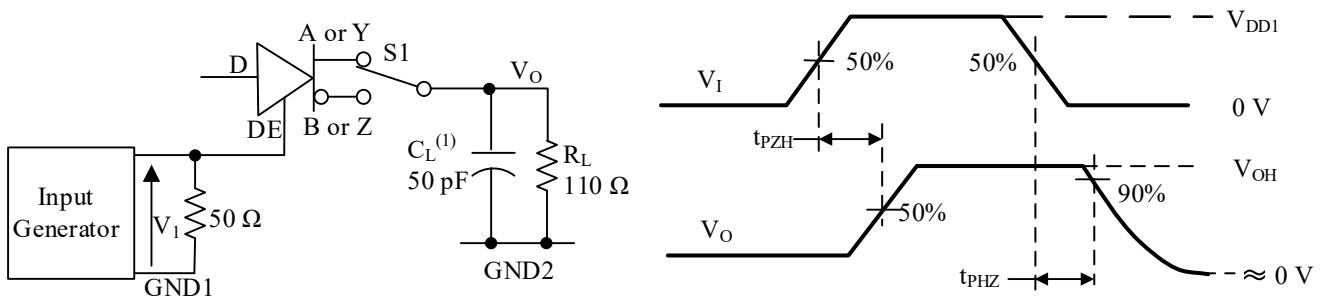 A or Y
S1
D
V_O
DE
B or Z
C_L^(1)
50 pF
R_L
110 Ω
Input
Generator
V_1
50 Ω
GND1
GND2
V_DD1
50%
50%
V_I
0 V
t_PZH
V_OH
90%
50%
V_O
t_PHZ
≈ 0 V